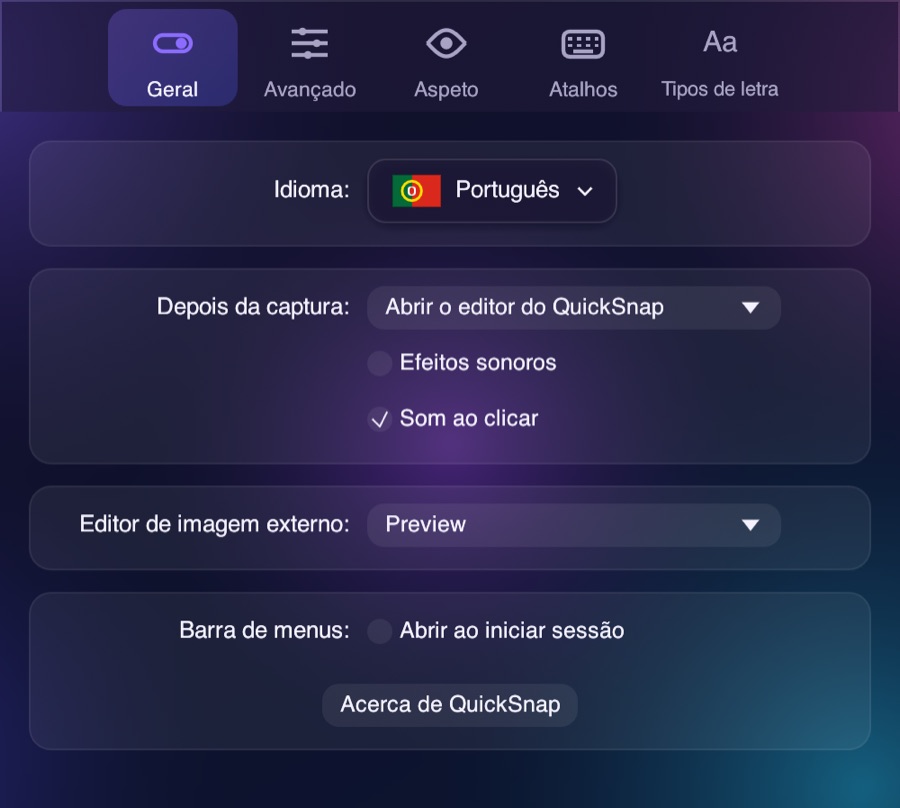 Aa
Geral
Avançado
Aspeto
Atalhos
Tipos de letra
Idioma:
Português
Depois da captura:
Abrir o editor do QuickSnap
Efeitos sonoros
Som ao clicar
Editor de imagem externo:
Preview
Barra de menus:
Abrir ao iniciar sessão
Acerca de QuickSnap